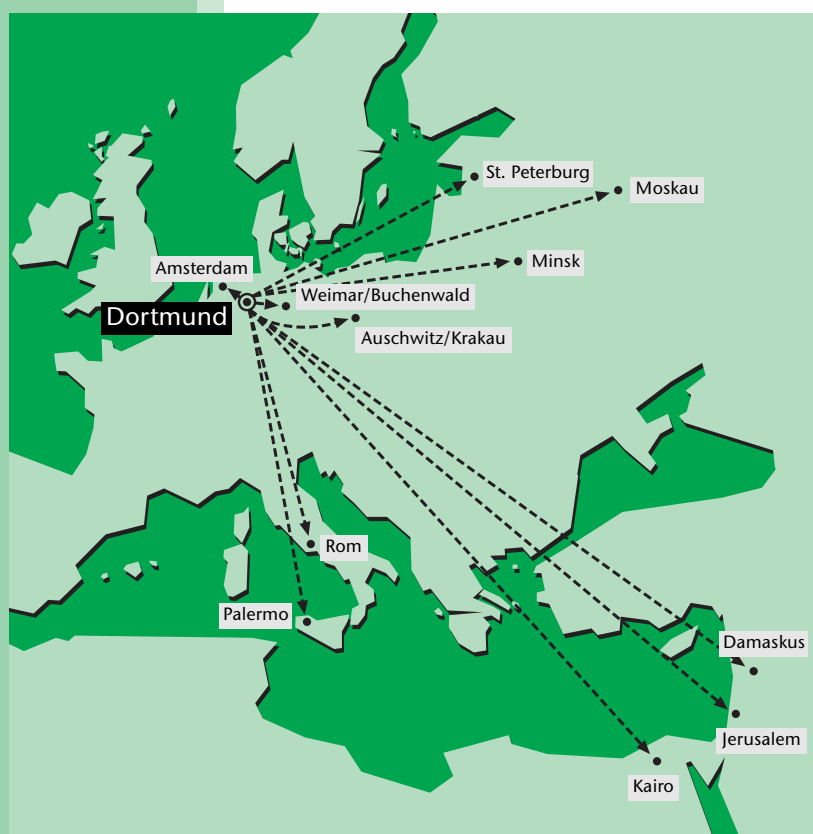 St. Peterburg
Moskau
Minsk
Amsterdam
Weimar/Buchenwald
Dortmund
Auschwitz/Krakau
Rom
Palermo
Damaskus
Jerusalem
Kairo